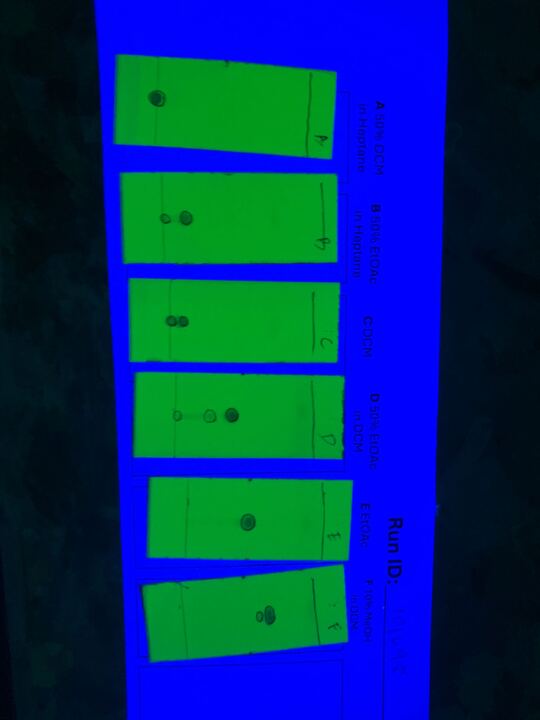 A 50% DCM
in Heptane
A
B 50% EtOAc
in Heptane
B
C DCM
C
D 50% EtOAc
in DCM
D
E EtOAc
E
F 10% MeOH
in DCM
F
Run ID: